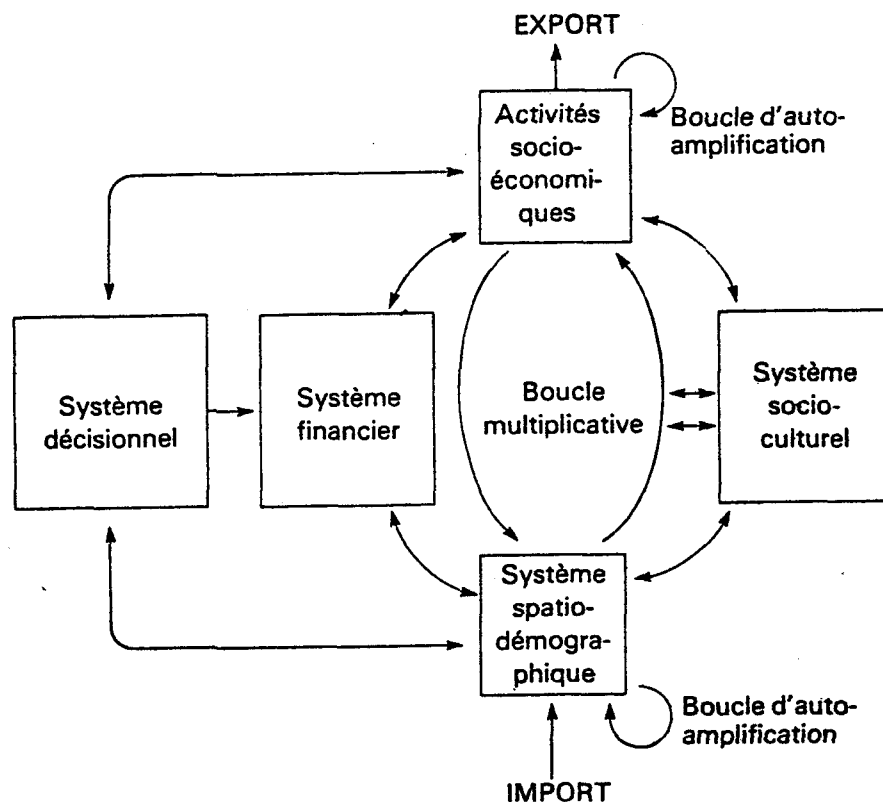 EXPORT
Activités
socio-
économi-
ques
Boucle d'auto-
amplification
Système
décisionnel
Système
financier
Boucle
multiplicative
Système
socio-
culturel
Système
spatio-
démogra-
phique
Boucle d'auto-
amplification
IMPORT